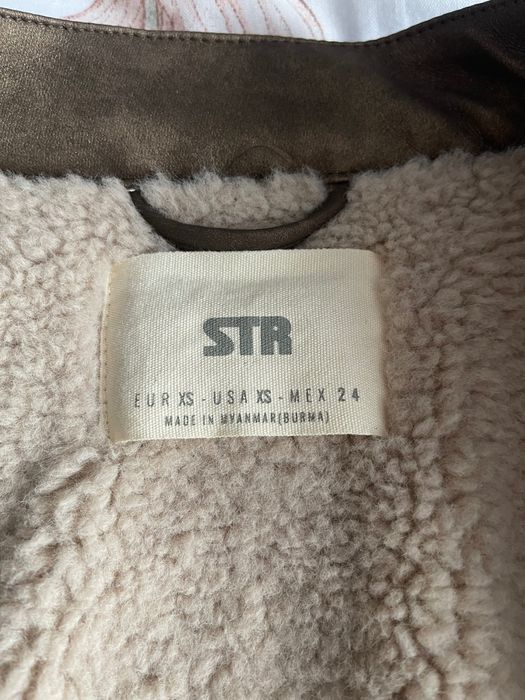 STR
EUR XS - USA XS - MEX 24
MADE IN MYANMAR(BURMA)